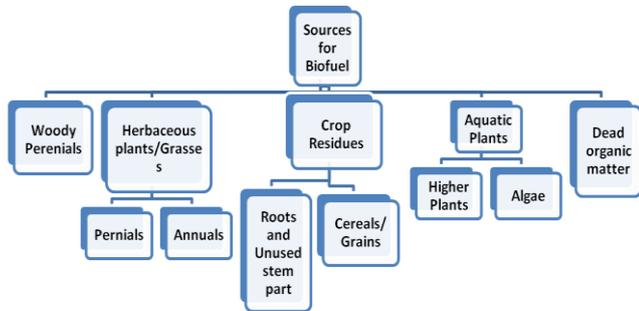 Sources
for
Biofuel
Woody
Perenials
Herbaceous
plants/Grasse
s
Crop
Residues
Aquatic
Plants
Dead
organic
matter
Pernials
Annuals
Roots
and
Unused
stem
part
Cereals/
Grains
Higher
Plants
Algae